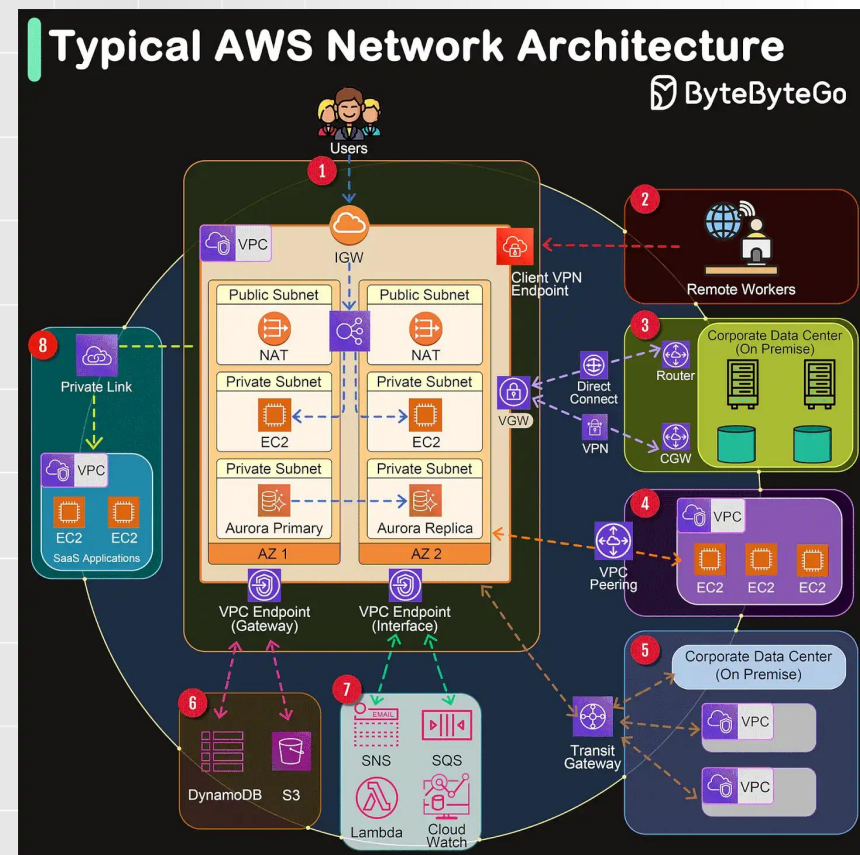 Typical AWS Network Architecture
ByteByteGo
Users
1
VPC
IGW
Client VPN
Endpoint
Public Subnet
NAT
Public Subnet
NAT
Private Subnet
EC2
Private Subnet
EC2
Private Subnet
Aurora Primary
Private Subnet
Aurora Replica
AZ 1
AZ 2
VPC Endpoint
(Gateway)
VPC Endpoint
(Interface)
VGW
Direct
Connect
VPN
2
Remote Workers
3
Corporate Data Center
(On Premise)
Router
CGW
4
VPC
EC2
EC2
EC2
VPC
Peering
5
Corporate Data Center
(On Premise)
VPC
VPC
Transit
Gateway
6
DynamoDB
S3
7
EMAIL
SNS
SQS
Lambda
Cloud
Watch
8
Private Link
VPC
EC2
EC2
SaaS Applications